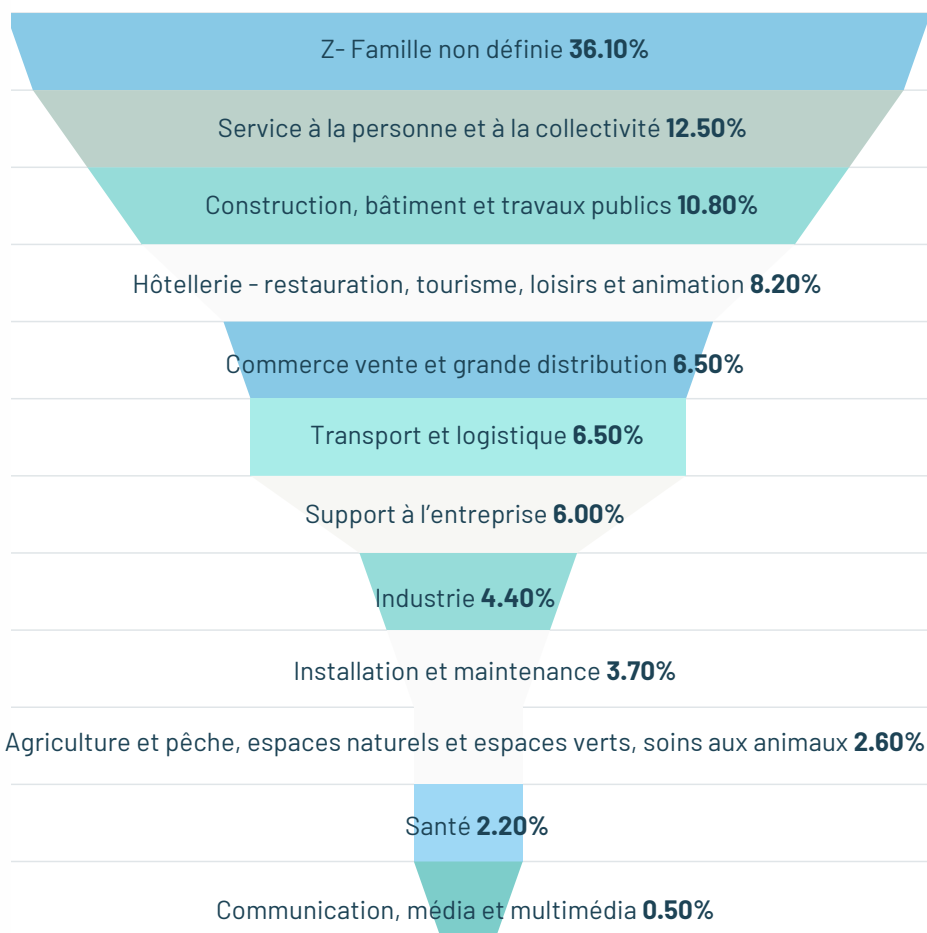 Z- Famille non définie 36.10%
Service à la personne et à la collectivité 12.50%
Construction, bâtiment et travaux publics 10.80%
Hôtellerie - restauration, tourisme, loisirs et animation 8.20%
Commerce vente et grande distribution 6.50%
Transport et logistique 6.50%
Support à l’entreprise 6.00%
Industrie 4.40%
Installation et maintenance 3.70%
Agriculture et pêche, espaces naturels et espaces verts, soins aux animaux 2.60%
Santé 2.20%
Communication, média et multimédia 0.50%